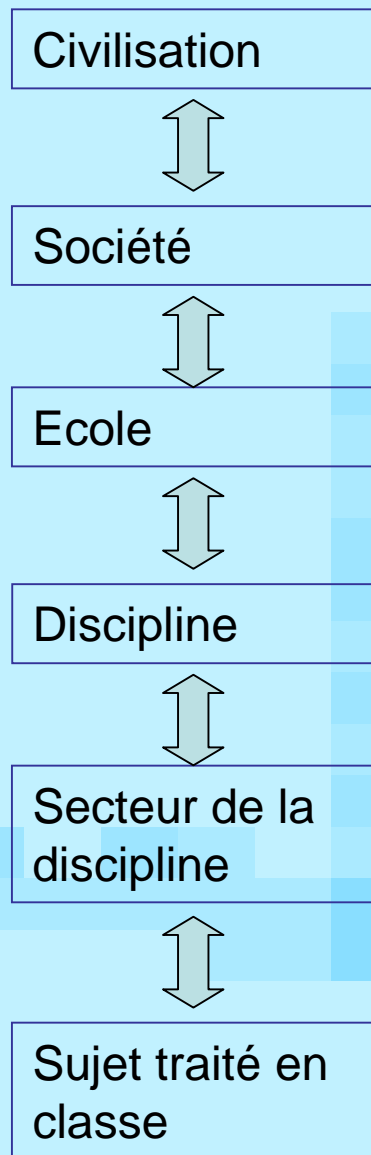 Civilisation
Société
Ecole
Discipline
Secteur de la
discipline
Sujet traité en
classe